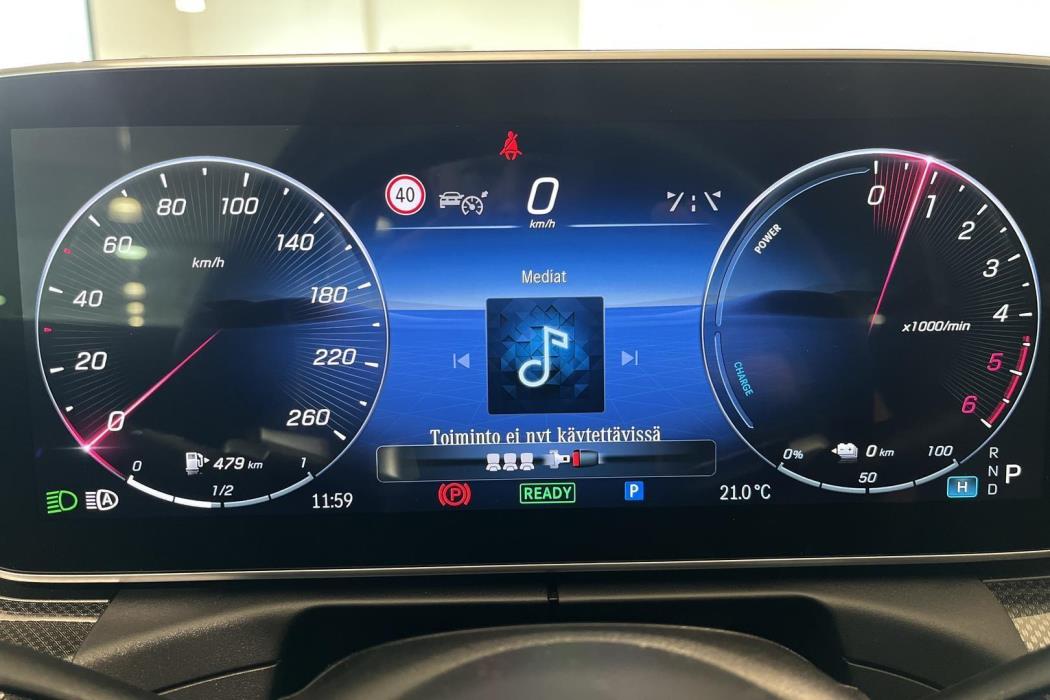 40
0
km/h
80 100
60
140
km/h
40
180
20
220
0
260
0
479 km
1
1/2
11:59
Mediat
Toiminto ei nyt käytettävissä
P
READY
P
21.0°C
POWER
CHARGE
0
1
2
3
4
x1000/min
5
6
0%
0 km
100
50
R
N
D
P
H
A